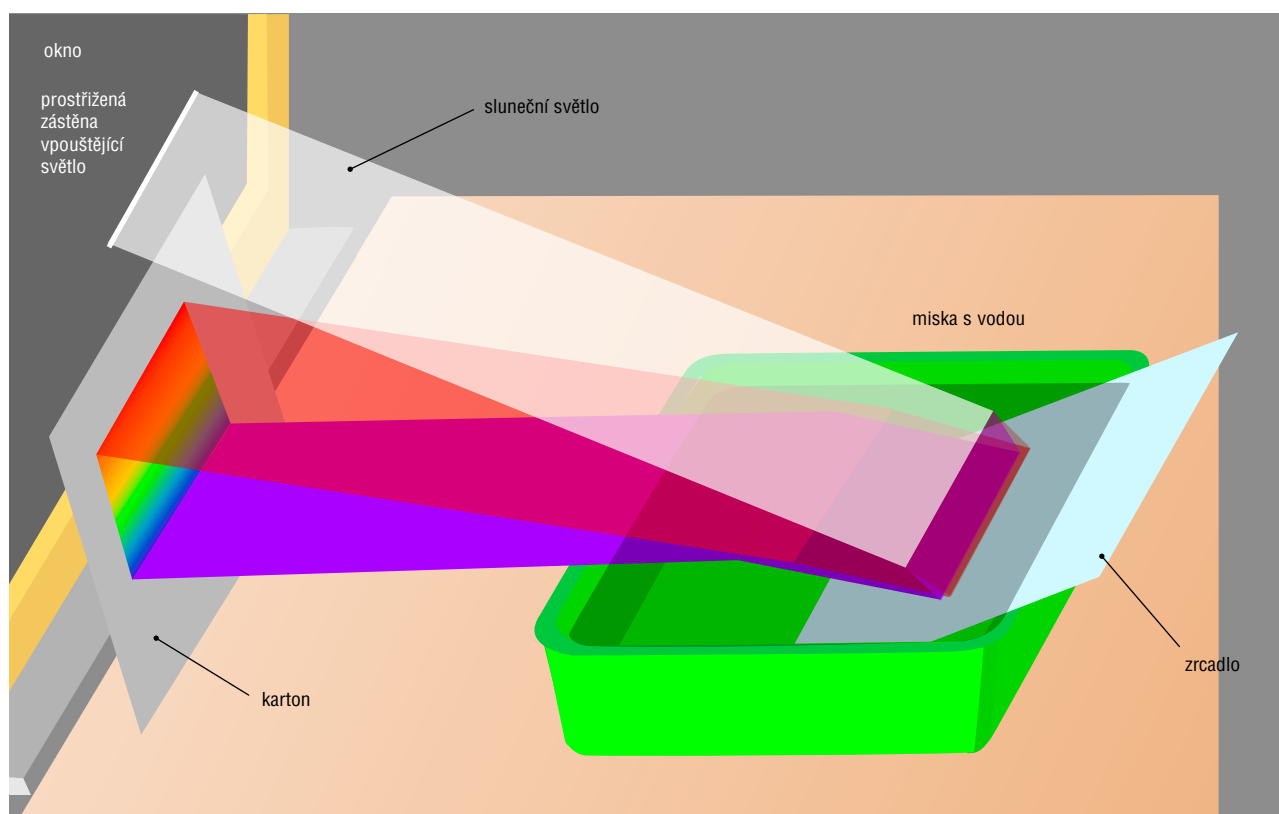 okno
prostřižená
zástěna
vpouštějící
světlo
sluneční světlo
miska s vodou
zrcadlo
karton